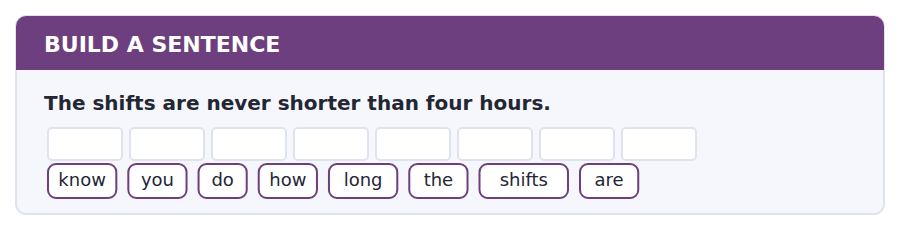 BUILD A SENTENCE
The shifts are never shorter than four hours.
know you do how long the shifts are